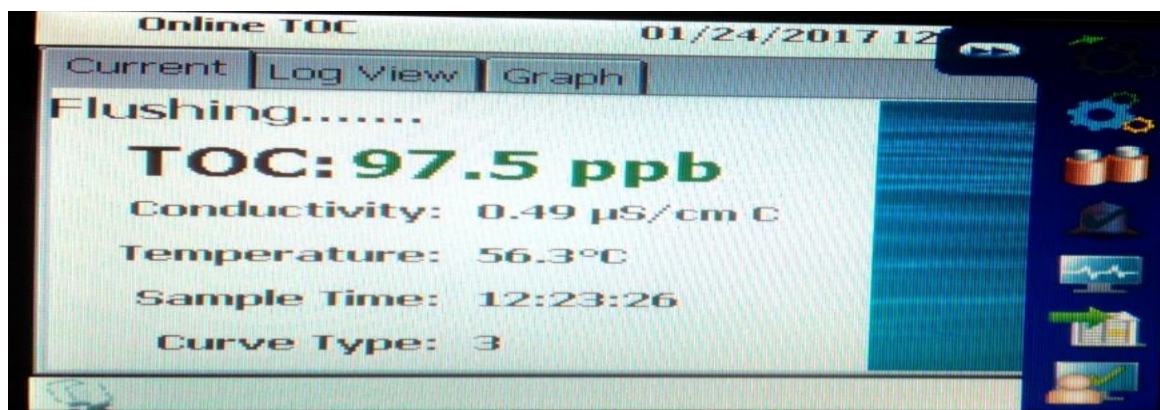 Online TOC 01/24/2017 12
Current Log View Graph
Flushing.......
TOC: 97.5 ppb
Conductivity: 0.49 µS/cm C
Temperature: 56.3°C
Sample Time: 12:23:26
Curve Type: 3